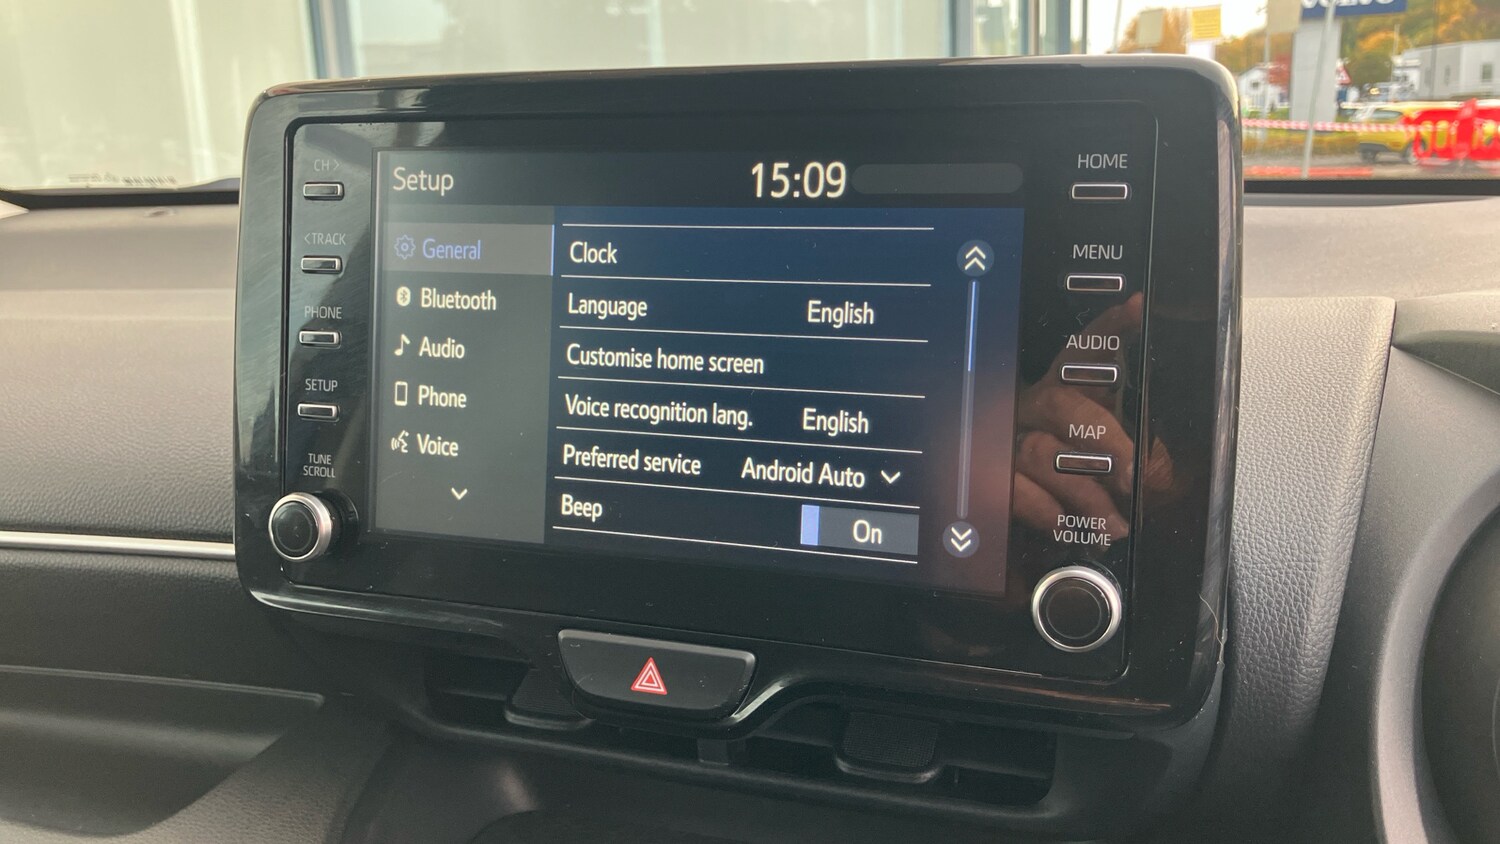 VOLVO
CH>
<TRACK
PHONE
SETUP
TUNE
SCROLL
Setup
15:09
General
Bluetooth
Audio
Phone
Voice
Clock
Language English
Customise home screen
Voice recognition lang. English
Preferred service Android Auto
Beep On
HOME
MENU
AUDIO
MAP
POWER
VOLUME